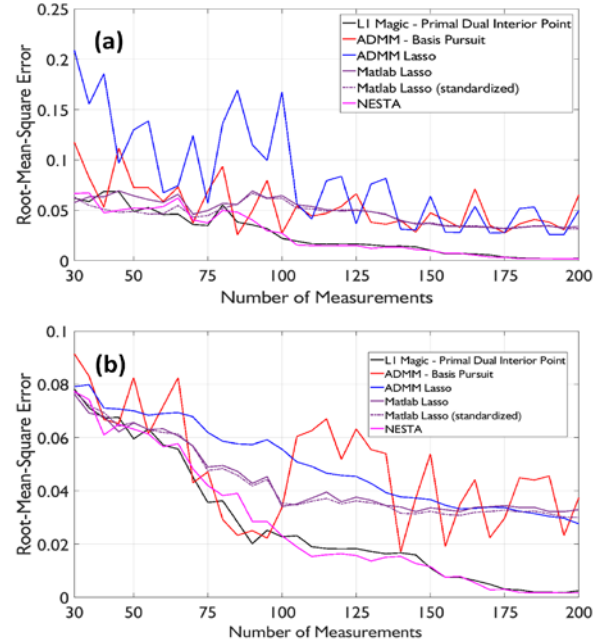 (a)
L1 Magic - Primal Dual Interior Point
ADMM - Basis Pursuit
ADMM Lasso
Matlab Lasso
Matlab Lasso (standardized)
NESTA
Root-Mean-Square Error
0.25
0.2
0.15
0.1
0.05
0
30 50 75 100 125 150 175 200
Number of Measurements
(b)
L1 Magic - Primal Dual Interior Point
ADMM - Basis Pursuit
ADMM Lasso
Matlab Lasso
Matlab Lasso (standardized)
NESTA
Root-Mean-Square Error
0.1
0.08
0.06
0.04
0.02
0
30 50 75 100 125 150 175 200
Number of Measurements